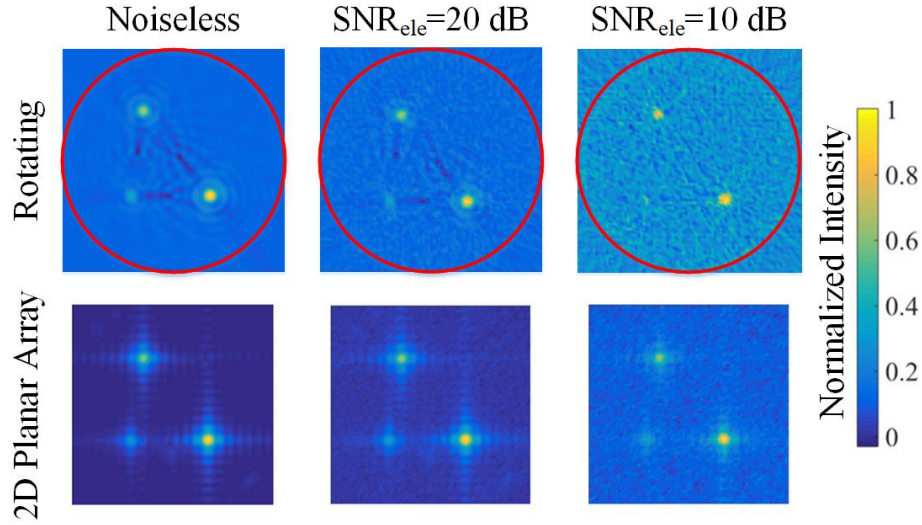 Noiseless
SNRele=20 dB
SNRele=10 dB
Rotating
2D Planar Array
1
0.8
0.6
0.4
0.2
0
Normalized Intensity